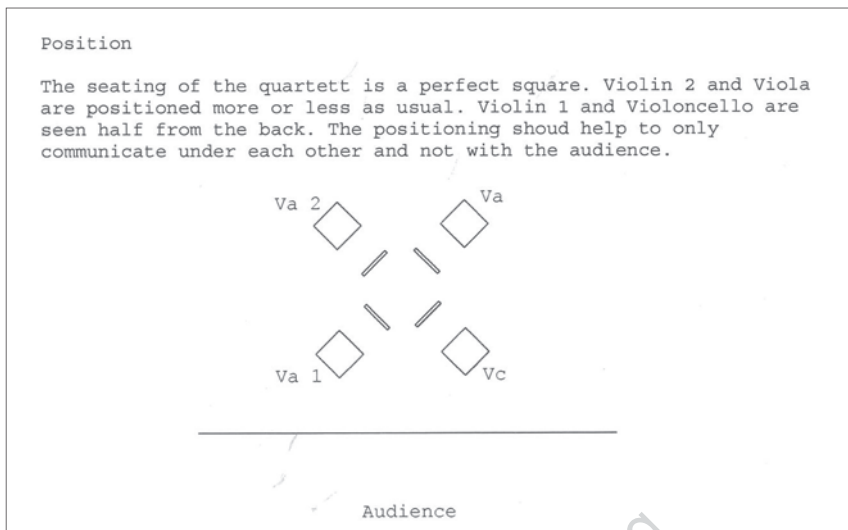 Position
The seating of the quartett is a perfect square. Violin 2 and Viola
are positioned more or less as usual. Violin 1 and Violoncello are
seen half from the back. The positioning shoud help to only
communicate under each other and not with the audience.
Va 2
Va
Va 1
Vc
Audience